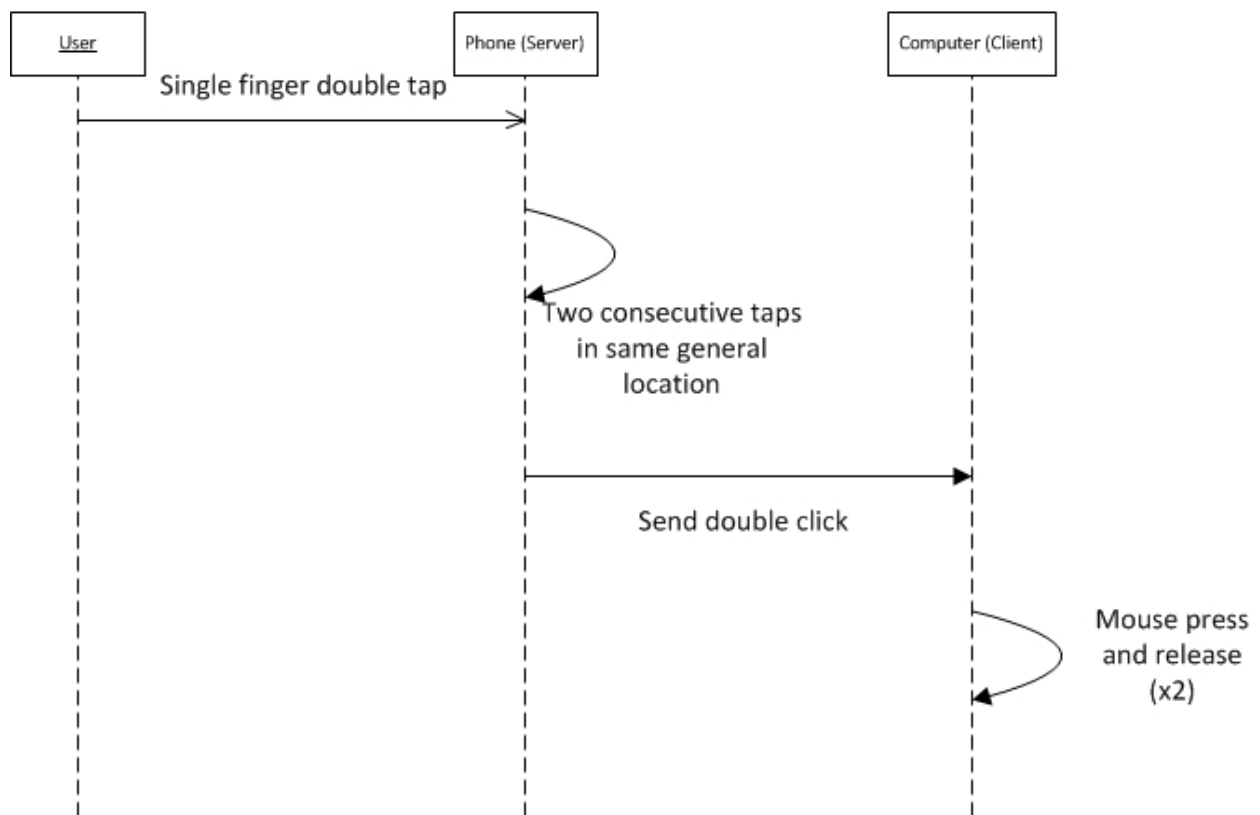 User
Phone (Server)
Computer (Client)
Single finger double tap
Two consecutive taps
in same general
location
Send double click
Mouse press
and release
(x2)